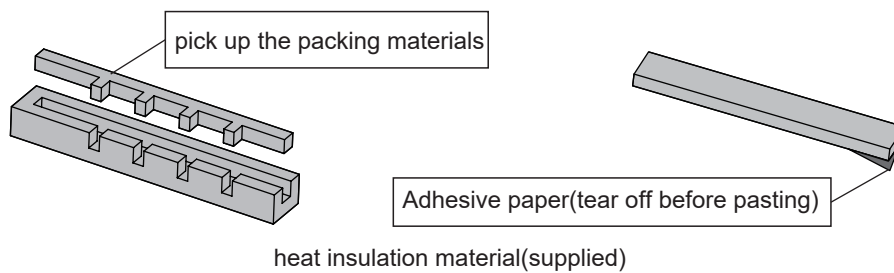 pick up the packing materials
Adhesive paper(tear off before pasting)
heat insulation material(supplied)